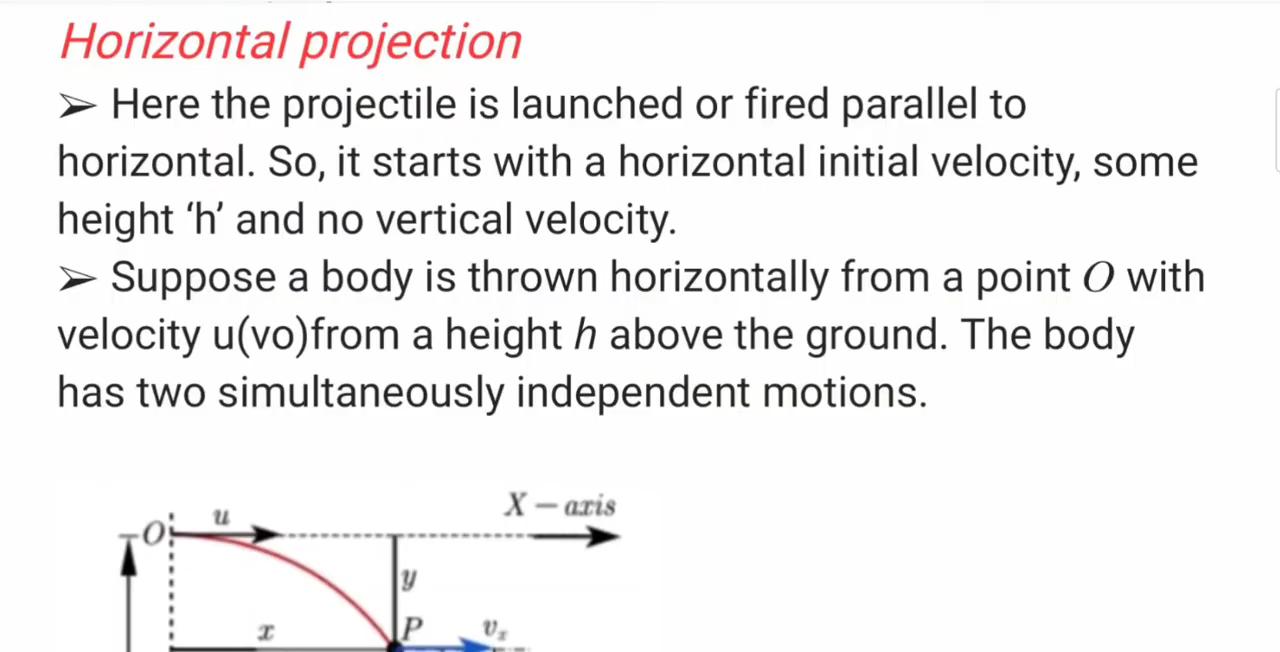 Horizontal projection
➢ Here the projectile is launched or fired parallel to
horizontal. So, it starts with a horizontal initial velocity, some
height ‘h’ and no vertical velocity.
➢ Suppose a body is thrown horizontally from a point O with
velocity u(vo)from a height h above the ground. The body
has two simultaneously independent motions.
X – axis
O u
y
x P vx